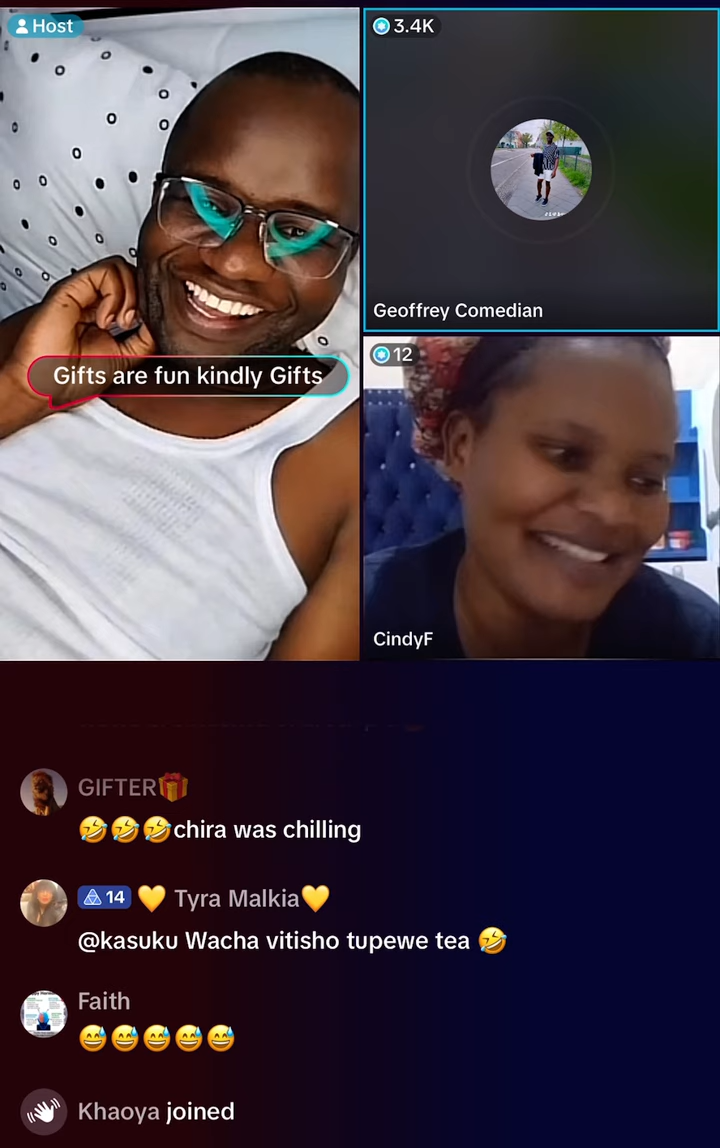 Host
3.4K
Geoffrey Comedian
Gifts are fun kindly Gifts
12
CindyF
GIFTER🎁
🤣🤣🤣chira was chilling
14 💛 Tyra Malkia💛
@kasuku Wacha vitisho tupewe tea 🤣
Faith
😅😅😅😅😅
Khaoya joined